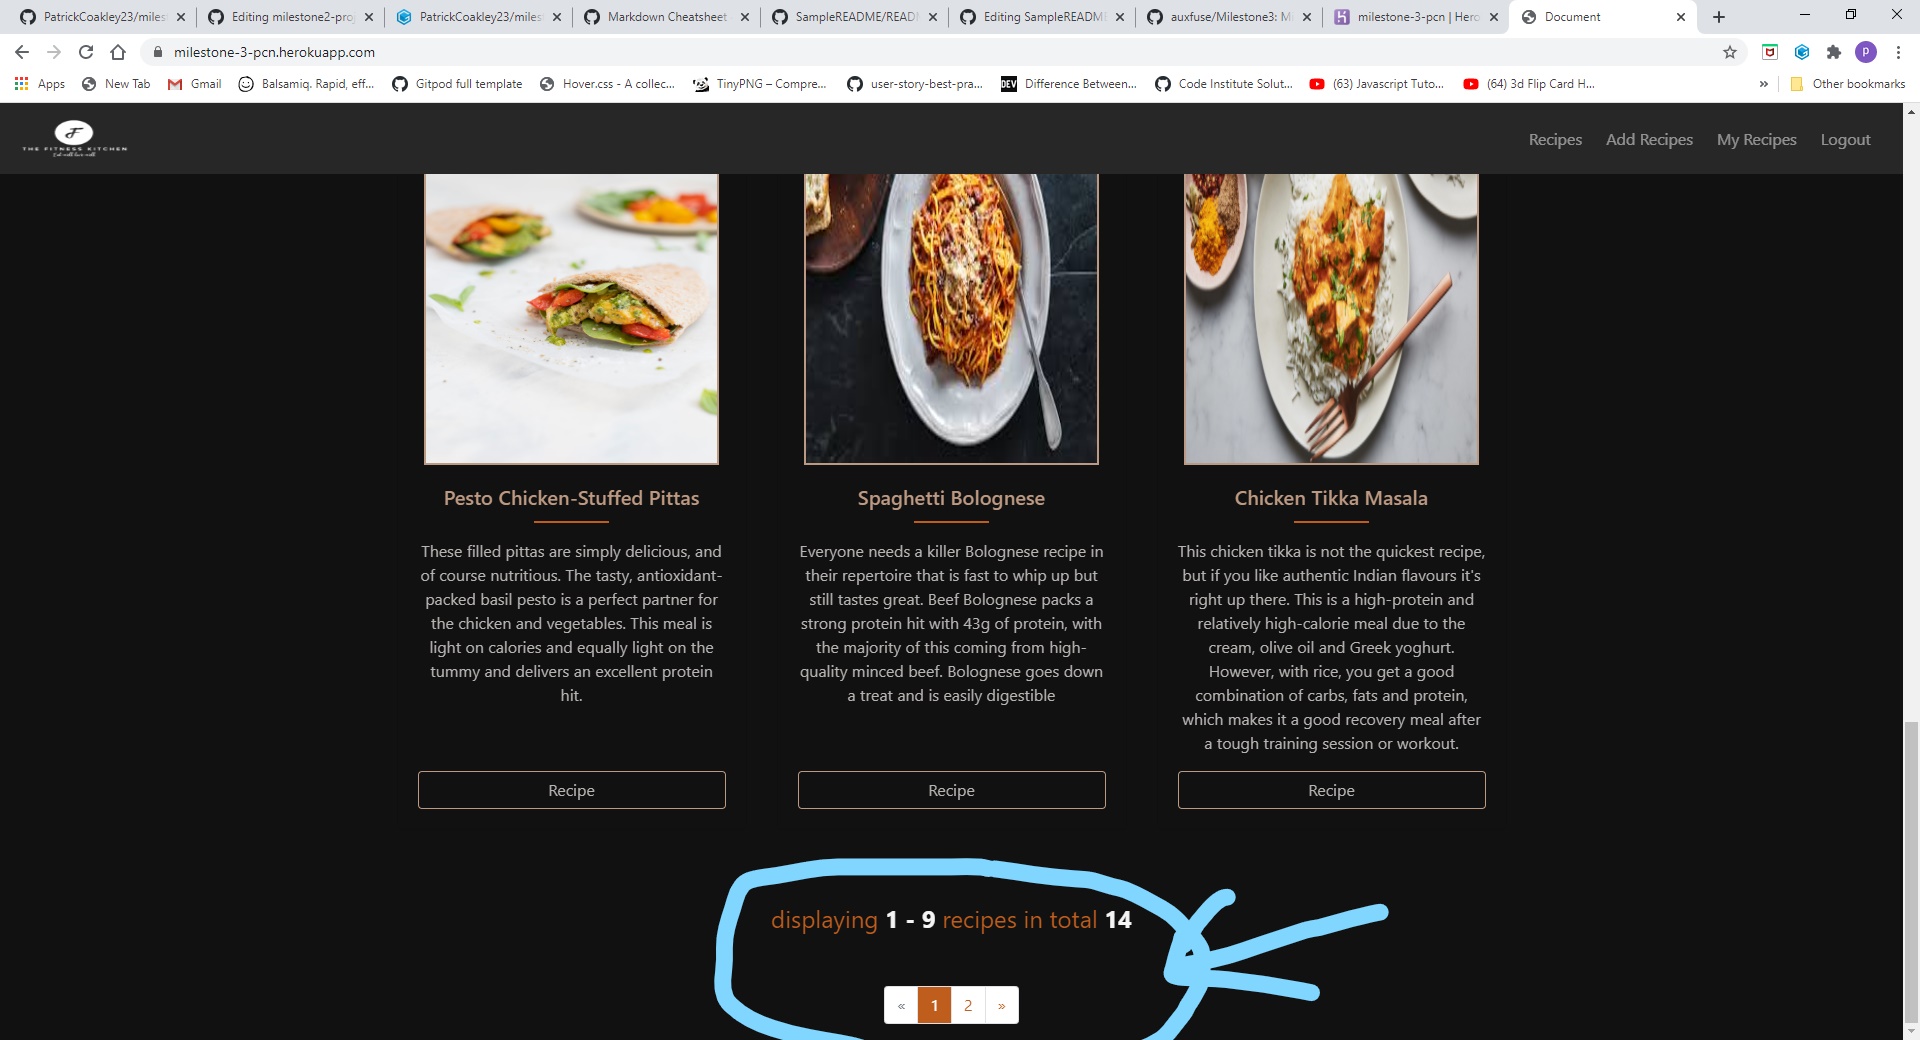 PatrickCoakley23/miles
Editing milestone2-proj
PatrickCoakley23/miles
Markdown Cheatsheet
SampleREADME/READ
Editing SampleREADME
auxfuse/Milestone3: Mi
milestone-3-pcn | Hero
Document
milestone-3-pcn.herokuapp.com
P
Apps
New Tab
Gmail
Balsamiq. Rapid, eff...
Gitpod full template
Hover.css - A collec...
TinyPNG – Compre...
user-story-best-pra...
DEV
Difference Between...
Code Institute Solut...
(63) Javascript Tuto...
(64) 3d Flip Card H...
»
Other bookmarks
F
THE FITNESS KITCHEN
Eat well live well
Recipes
Add Recipes
My Recipes
Logout
Pesto Chicken-Stuffed Pittas
These filled pittas are simply delicious, and
of course nutritious. The tasty, antioxidant-
packed basil pesto is a perfect partner for
the chicken and vegetables. This meal is
light on calories and equally light on the
tummy and delivers an excellent protein
hit.
Recipe
Spaghetti Bolognese
Everyone needs a killer Bolognese recipe in
their repertoire that is fast to whip up but
still tastes great. Beef Bolognese packs a
strong protein hit with 43g of protein, with
the majority of this coming from high-
quality minced beef. Bolognese goes down
a treat and is easily digestible
Recipe
Chicken Tikka Masala
This chicken tikka is not the quickest recipe,
but if you like authentic Indian flavours it's
right up there. This is a high-protein and
relatively high-calorie meal due to the
cream, olive oil and Greek yoghurt.
However, with rice, you get a good
combination of carbs, fats and protein,
which makes it a good recovery meal after
a tough training session or workout.
Recipe
displaying 1 - 9 recipes in total 14
« 1 2 »